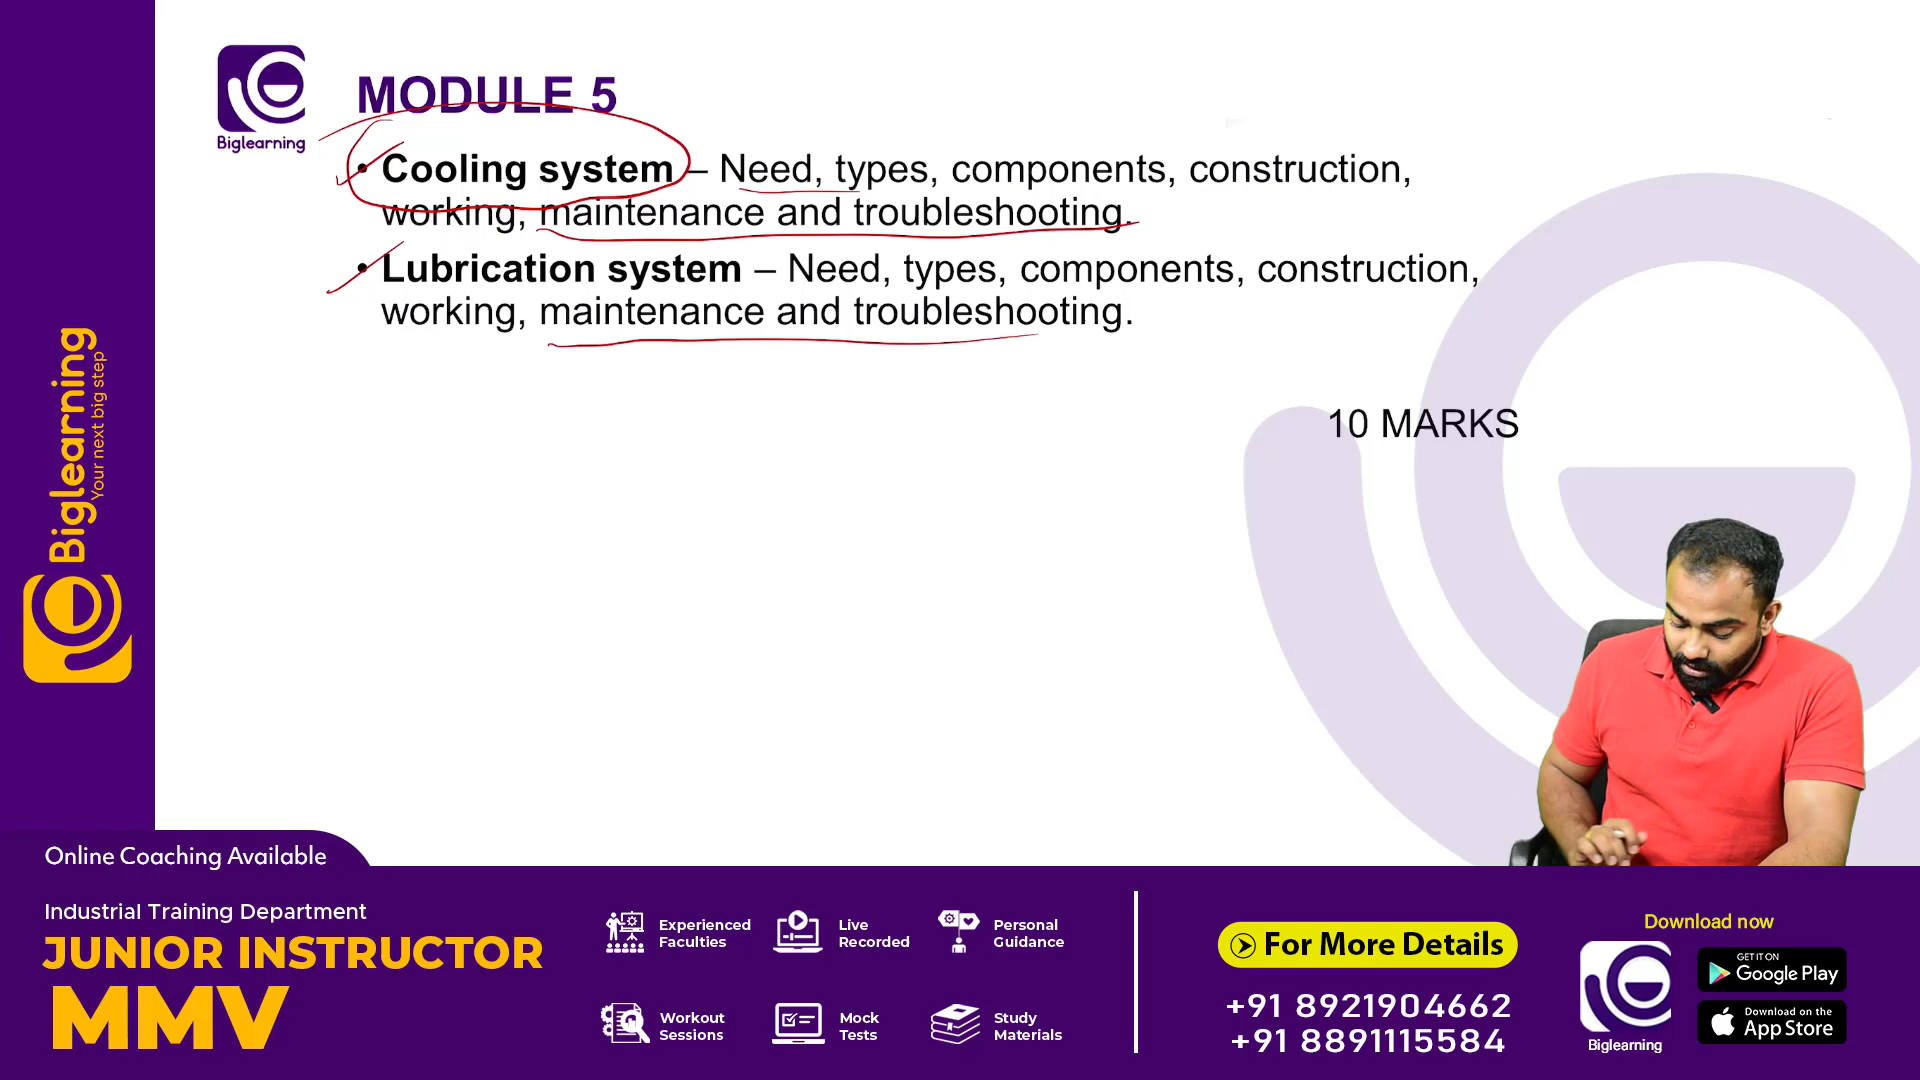 Biglearning
MODULE 5
• Cooling system – Need, types, components, construction,
working, maintenance and troubleshooting.
• Lubrication system – Need, types, components, construction,
working, maintenance and troubleshooting.
10 MARKS
Biglearning
Your next big step
Online Coaching Available
Industrial Training Department
JUNIOR INSTRUCTOR
MMV
Experienced
Faculties
Live
Recorded
Personal
Guidance
Workout
Sessions
Mock
Tests
Study
Materials
For More Details
+91 8921904662
+91 8891115584
Download now
Biglearning
GET IT ON
Google Play
Download on the
App Store